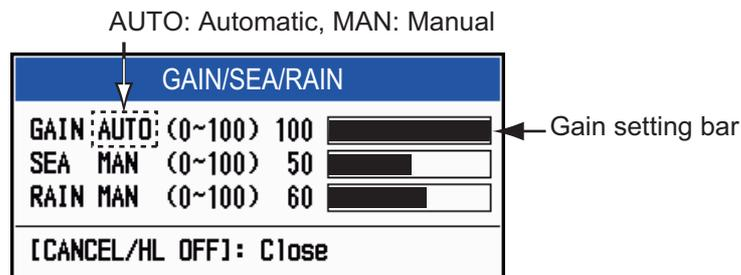 AUTO: Automatic, MAN: Manual
GAIN/SEA/RAIN
GAIN AUTO (0~100) 100
Gain setting bar
SEA MAN (0~100) 50
RAIN MAN (0~100) 60
[CANCEL/HL OFF]: Close